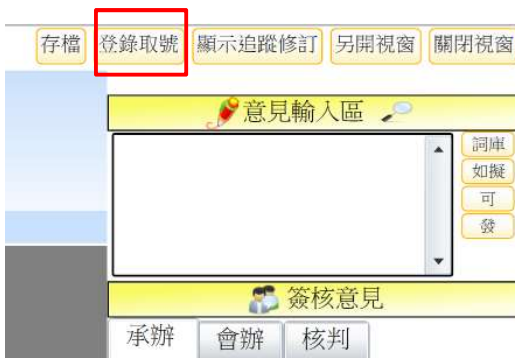 存檔 登錄取號 顯示追蹤修訂 另開視窗 關閉視窗
意見輸入區
詞庫
如擬
可
發
簽核意見
承辦 會辦 核判